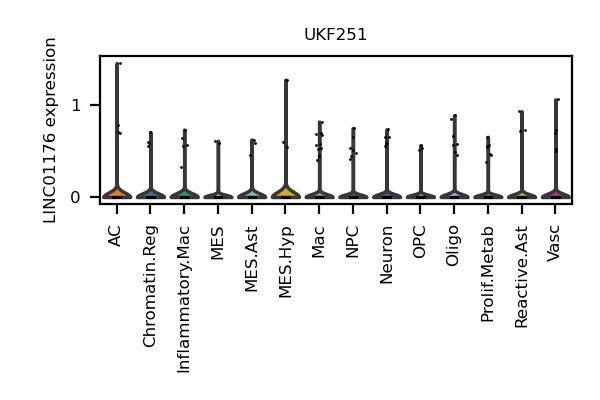 UKF251
LINC01176 expression
1
0
AC
Chromatin.Reg
Inflammatory.Mac
MES
MES.Ast
MES.Hyp
Mac
NPC
Neuron
OPC
Oligo
Prolif.Metab
Reactive.Ast
Vasc